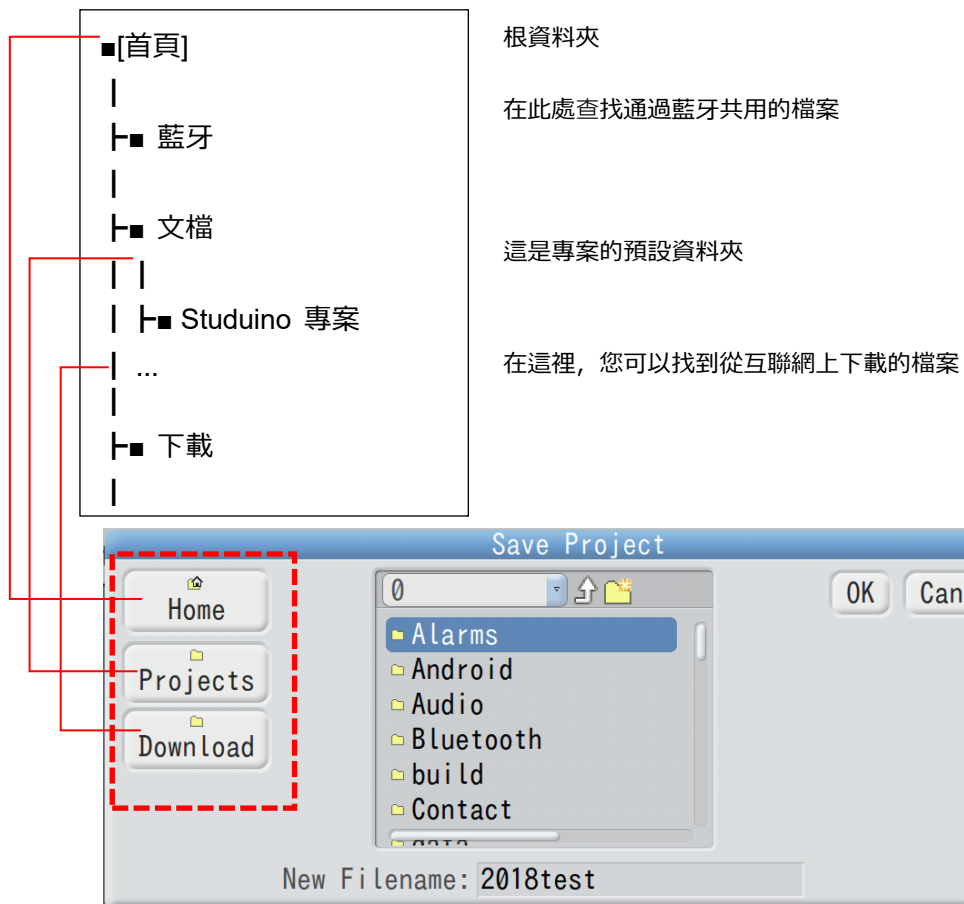 ■[首頁]
根資料夾
在此處查找通過藍牙共用的檔案
■ 藍牙
■ 文檔
這是專案的預設資料夾
■ Studuino 專案
...
在這裡，您可以找到從互聯網上下載的檔案
■ 下載
Save Project
Home
Projects
Download
0
Alarms
Android
Audio
Bluetooth
build
Contact
OK
Can
New Filename: 2018test